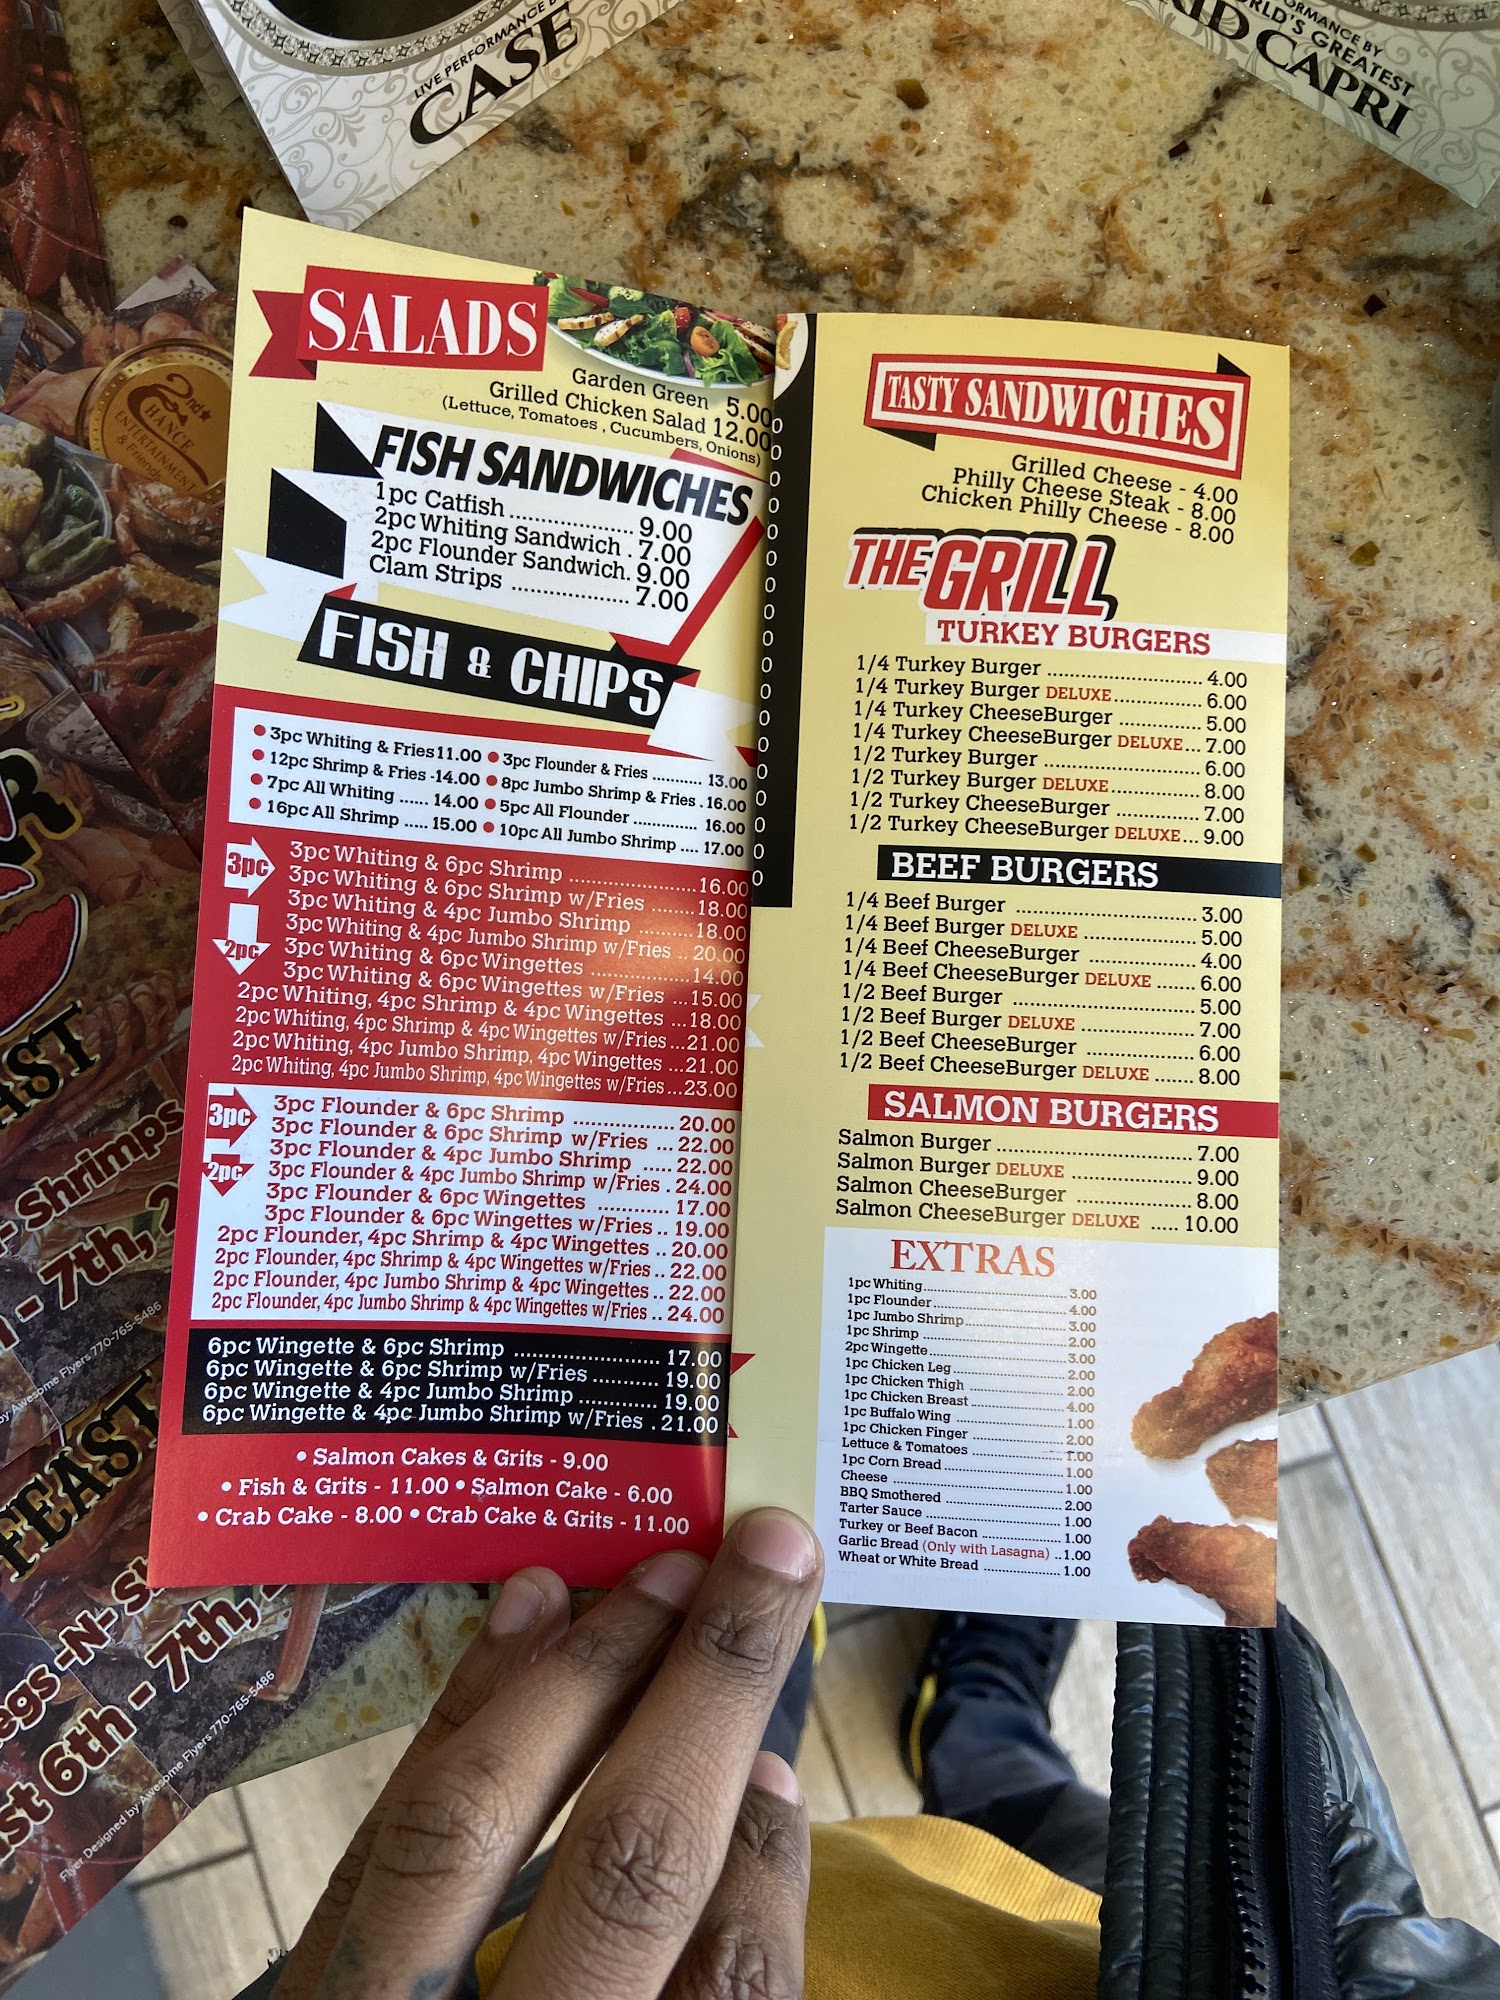 LIVE PERFORMANCE BY
CASE
WORLD'S GREATEST
KID CAPRI
2nd
CHANCE
ENTERTAINMENT
& Friends
SALADS
Garden Green 5.00
Grilled Chicken Salad 12.00
(Lettuce, Tomatoes , Cucumbers, Onions)
FISH SANDWICHES
1pc Catfish .................... 9.00
2pc Whiting Sandwich . 7.00
2pc Flounder Sandwich. 9.00
Clam Strips ................... 7.00
FISH & CHIPS
• 3pc Whiting & Fries 11.00 • 3pc Flounder & Fries ........... 13.00
• 12pc Shrimp & Fries -14.00 • 8pc Jumbo Shrimp & Fries . 16.00
• 7pc All Whiting ...... 14.00 • 5pc All Flounder .............. 16.00
• 16pc All Shrimp ..... 15.00 • 10pc All Jumbo Shrimp .... 17.00
3pc
2pc
3pc Whiting & 6pc Shrimp .....................16.00
3pc Whiting & 6pc Shrimp w/Fries ........18.00
3pc Whiting & 4pc Jumbo Shrimp ..........18.00
3pc Whiting & 4pc Jumbo Shrimp w/Fries .. 20.00
3pc Whiting & 6pc Wingettes ................14.00
3pc Whiting & 6pc Wingettes w/Fries ...15.00
2pc Whiting, 4pc Shrimp & 4pc Wingettes ...18.00
2pc Whiting, 4pc Shrimp & 4pc Wingettes w/Fries...21.00
2pc Whiting, 4pc Jumbo Shrimp, 4pc Wingettes ...21.00
2pc Whiting, 4pc Jumbo Shrimp, 4pc Wingettes w/Fries...23.00
3pc
2pc
3pc Flounder & 6pc Shrimp ................. 20.00
3pc Flounder & 6pc Shrimp w/Fries ... 22.00
3pc Flounder & 4pc Jumbo Shrimp ..... 22.00
3pc Flounder & 4pc Jumbo Shrimp w/Fries . 24.00
3pc Flounder & 6pc Wingettes ............ 17.00
3pc Flounder & 6pc Wingettes w/Fries .. 19.00
2pc Flounder, 4pc Shrimp & 4pc Wingettes .. 20.00
2pc Flounder, 4pc Shrimp & 4pc Wingettes w/Fries .. 22.00
2pc Flounder, 4pc Jumbo Shrimp & 4pc Wingettes .. 22.00
2pc Flounder, 4pc Jumbo Shrimp & 4pc Wingettes w/Fries ... 24.00
6pc Wingette & 6pc Shrimp ........................ 17.00
6pc Wingette & 6pc Shrimp w/Fries ........... 19.00
6pc Wingette & 4pc Jumbo Shrimp ............. 19.00
6pc Wingette & 4pc Jumbo Shrimp w/Fries . 21.00
• Salmon Cakes & Grits - 9.00
• Fish & Grits - 11.00 • Salmon Cake - 6.00
• Crab Cake - 8.00 • Crab Cake & Grits - 11.00
TASTY SANDWICHES
Grilled Cheese - 4.00
Philly Cheese Steak - 8.00
Chicken Philly Cheese - 8.00
THE GRILL
TURKEY BURGERS
1/4 Turkey Burger ............................ 4.00
1/4 Turkey Burger DELUXE................ 6.00
1/4 Turkey CheeseBurger ............... 5.00
1/4 Turkey CheeseBurger DELUXE... 7.00
1/2 Turkey Burger ............................ 6.00
1/2 Turkey Burger DELUXE................ 8.00
1/2 Turkey CheeseBurger ................ 7.00
1/2 Turkey CheeseBurger DELUXE... 9.00
BEEF BURGERS
1/4 Beef Burger ................................. 3.00
1/4 Beef Burger DELUXE .................... 5.00
1/4 Beef CheeseBurger ................... 4.00
1/4 Beef CheeseBurger DELUXE ....... 6.00
1/2 Beef Burger ................................. 5.00
1/2 Beef Burger DELUXE .................... 7.00
1/2 Beef CheeseBurger ................... 6.00
1/2 Beef CheeseBurger DELUXE ....... 8.00
SALMON BURGERS
Salmon Burger ................................... 7.00
Salmon Burger DELUXE ....................... 9.00
Salmon CheeseBurger ..................... 8.00
Salmon CheeseBurger DELUXE ..... 10.00
EXTRAS
1pc Whiting.................................. 3.00
1pc Flounder................................ 4.00
1pc Jumbo Shrimp........................ 3.00
1pc Shrimp .................................. 2.00
2pc Wingette................................ 3.00
1pc Chicken Leg........................... 2.00
1pc Chicken Thigh ....................... 2.00
1pc Chicken Breast ...................... 4.00
1pc Buffalo Wing ......................... 1.00
1pc Chicken Finger ...................... 2.00
Lettuce & Tomatoes ..................... 1.00
1pc Corn Bread ............................ 1.00
Cheese ......................................... 1.00
BBQ Smothered ........................... 2.00
Tarter Sauce ................................ 1.00
Turkey or Beef Bacon ................... 1.00
Garlic Bread (Only with Lasagna) ..1.00
Wheat or White Bread .................. 1.00
Shrimps
- 7th, 2
by Awesome Flyers 770-765-5486
FEAST
egs -N- S
st 6th - 7th,
Flyer Designed by Awesome Flyers 770-765-5486